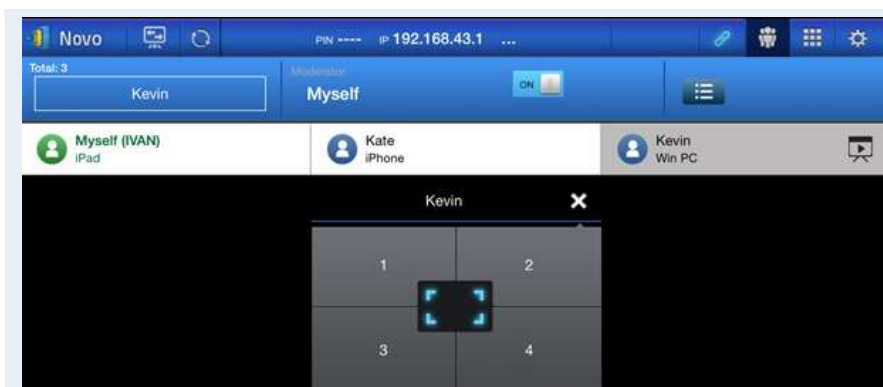 Novo PIN ---- IP 192.168.43.1 ...
Total: 3
Kevin
Moderator
Myself
ON
Myself (IVAN)
iPad
Kate
iPhone
Kevin
Win PC
Kevin
1 2
3 4